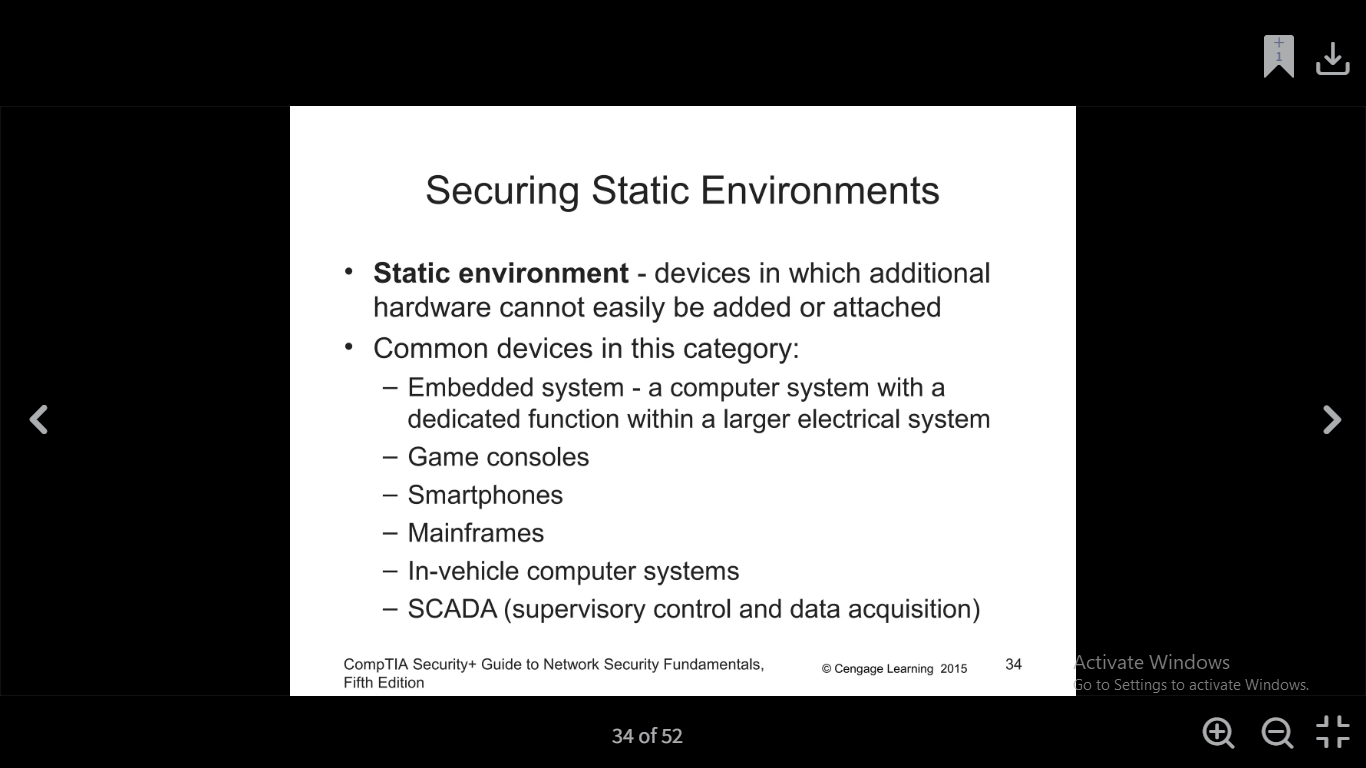 +
1
Securing Static Environments
• Static environment - devices in which additional
hardware cannot easily be added or attached
• Common devices in this category:
– Embedded system - a computer system with a
dedicated function within a larger electrical system
– Game consoles
– Smartphones
– Mainframes
– In-vehicle computer systems
– SCADA (supervisory control and data acquisition)
CompTIA Security+ Guide to Network Security Fundamentals,
Fifth Edition
© Cengage Learning 2015
34
Activate Windows
Go to Settings to activate Windows.
34 of 52